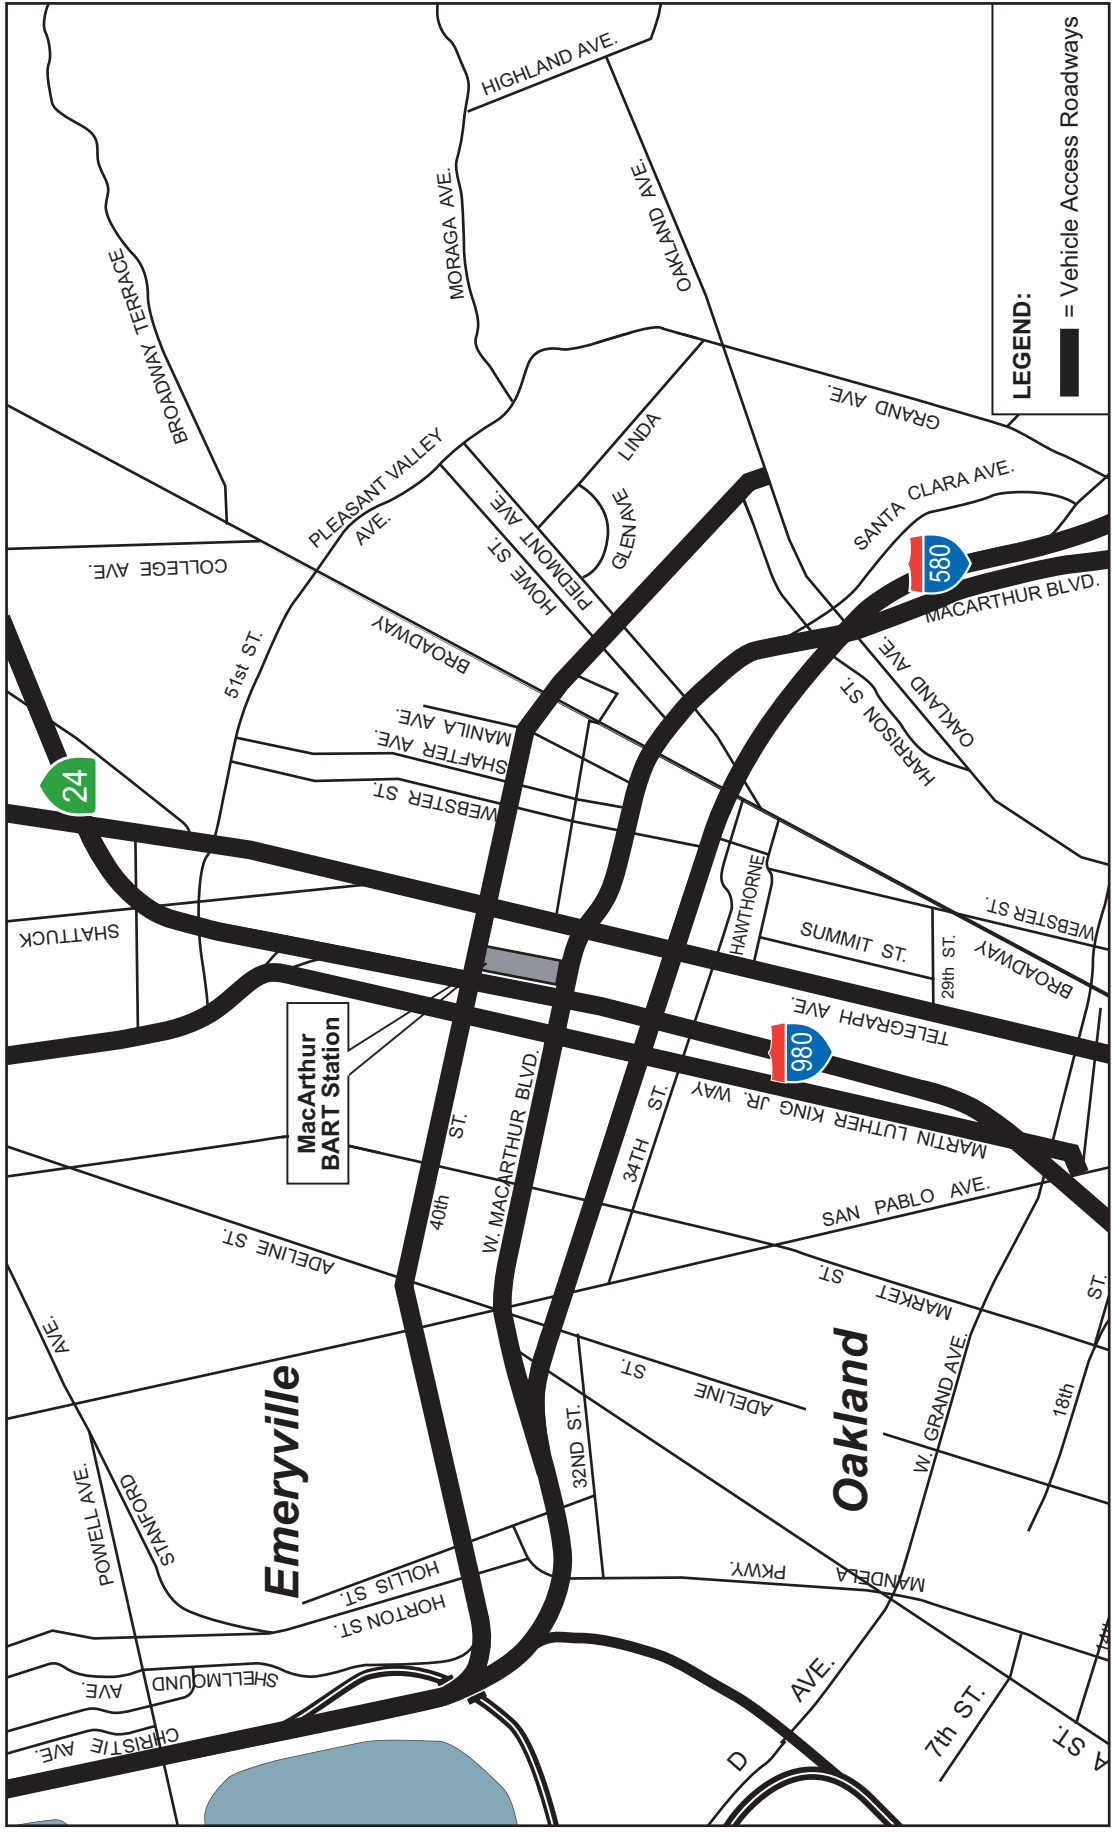 HIGHLAND AVE.
MORAGA AVE.
OAKLAND AVE.
BROADWAY TERRACE
LEGEND:
= Vehicle Access Roadways
GRAND AVE.
LINDA
PLEASANT VALLEY
AVE.
SANTA CLARA AVE.
GLEN AVE
PIEDMONT AVE.
HOWE ST.
COLLEGE AVE.
580
MACARTHUR BLVD.
BROADWAY
51st ST.
OAKLAND AVE.
HARRISON ST.
MANILA AVE.
SHAFTER AVE.
WEBSTER ST.
24
HAWTHORNE
SUMMIT ST.
29th ST.
WEBSTER ST.
BROADWAY
SHATTUCK
TELEGRAPH AVE.
980
MacArthur
BART Station
MARTIN LUTHER KING JR. WAY
34TH ST.
W. MACARTHUR BLVD.
40th ST.
SAN PABLO AVE.
ADELINE ST.
MARKET ST.
ST.
18th
AVE.
STANFORD
POWELL AVE.
Emeryville
Oakland
ADELINE ST.
W. GRAND AVE.
32ND ST.
HOLLIS ST.
HORTON ST.
MANDELA PKWY.
SHELLMOUND AVE.
CHRISTIE AVE.
D AVE.
7th ST.
14th
A ST.